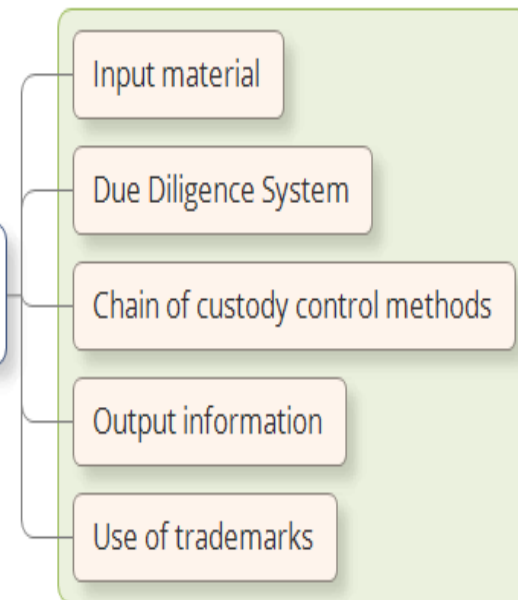 Input material
Due Diligence System
Chain of custody control methods
Output information
Use of trademarks